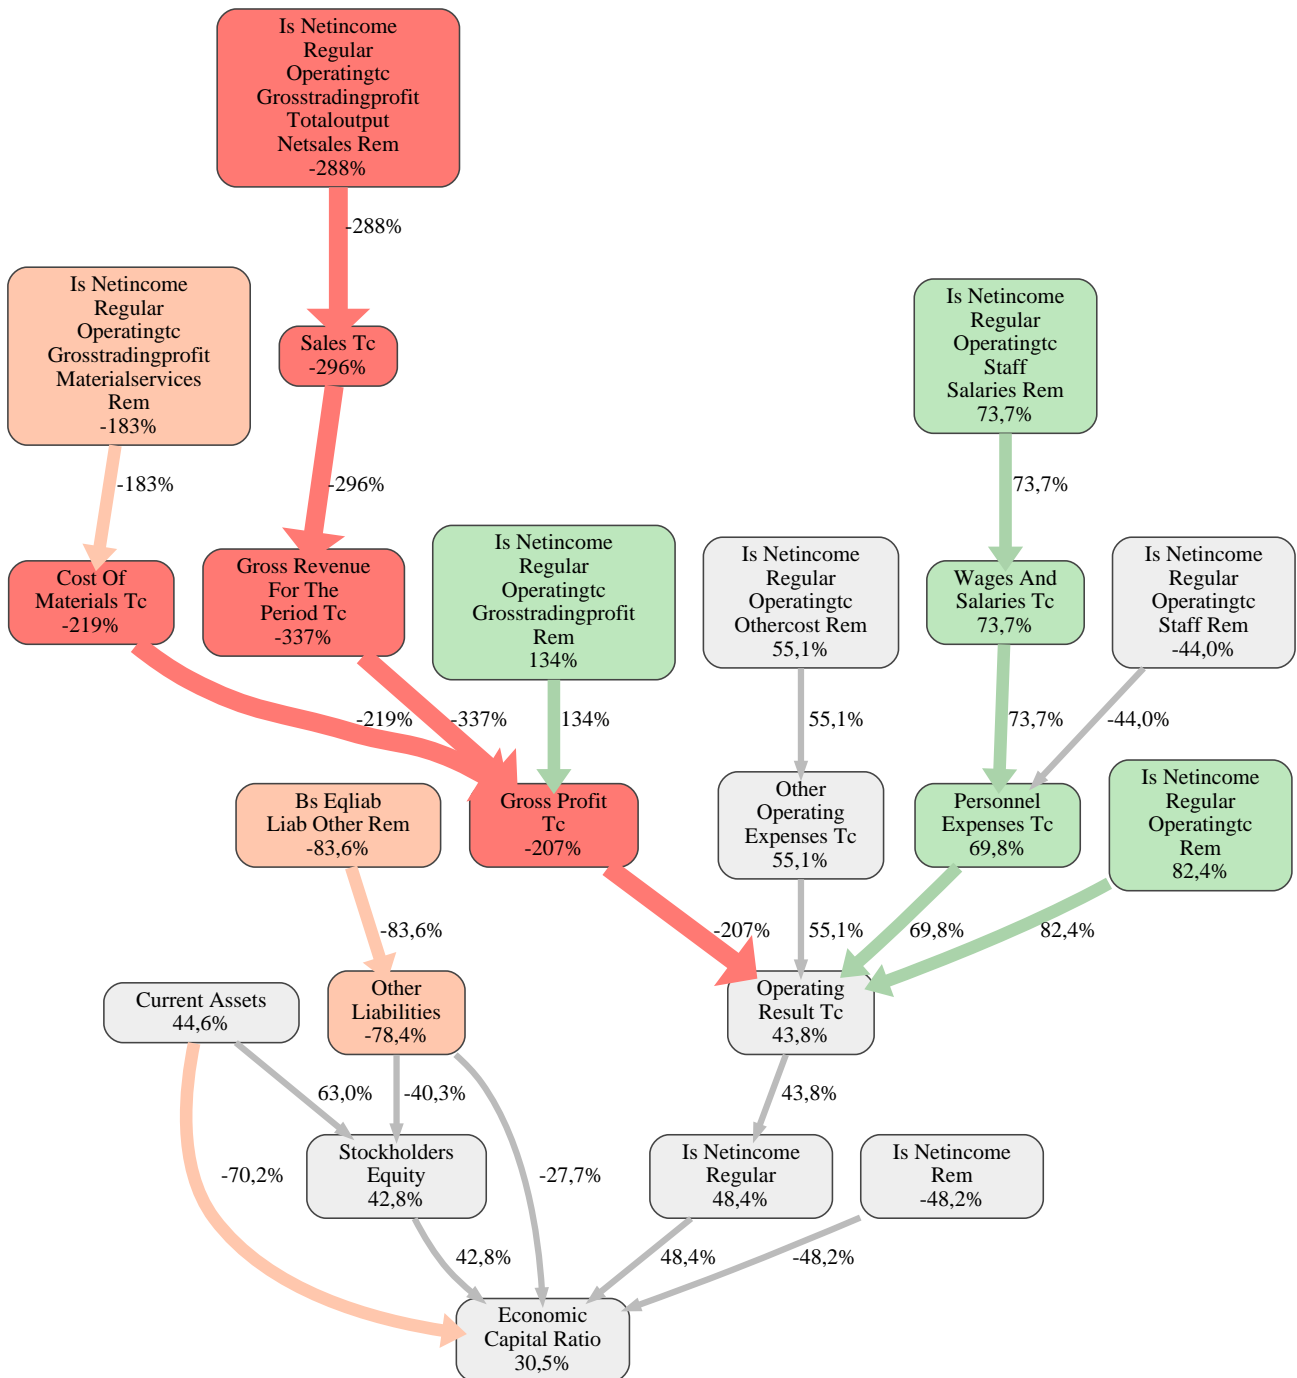 Is Netincome
Regular
Operatingtc
Grosstradingprofit
Totaloutput
Netsales Rem
-288%
-288%
Is Netincome
Regular
Operatingtc
Grosstradingprofit
Materialservices
Rem
-183%
Sales Tc
-296%
Is Netincome
Regular
Operatingtc
Staff
Salaries Rem
73,7%
-183%
-296%
73,7%
Cost Of
Materials Tc
-219%
Gross Revenue
For The
Period Tc
-337%
Is Netincome
Regular
Operatingtc
Grosstradingprofit
Rem
134%
Is Netincome
Regular
Operatingtc
Othercost Rem
55,1%
Wages And
Salaries Tc
73,7%
Is Netincome
Regular
Operatingtc
Staff Rem
-44,0%
-219%
-337%
134%
55,1%
73,7%
-44,0%
Bs Eqliab
Liab Other Rem
-83,6%
Gross Profit
Tc
-207%
Other
Operating
Expenses Tc
55,1%
Personnel
Expenses Tc
69,8%
Is Netincome
Regular
Operatingtc
Rem
82,4%
-83,6%
-207%
55,1%
69,8%
82,4%
Current Assets
44,6%
Other
Liabilities
-78,4%
Operating
Result Tc
43,8%
63,0%
-40,3%
43,8%
-70,2%
Stockholders
Equity
42,8%
-27,7%
Is Netincome
Regular
48,4%
Is Netincome
Rem
-48,2%
42,8%
48,4%
-48,2%
Economic
Capital Ratio
30,5%